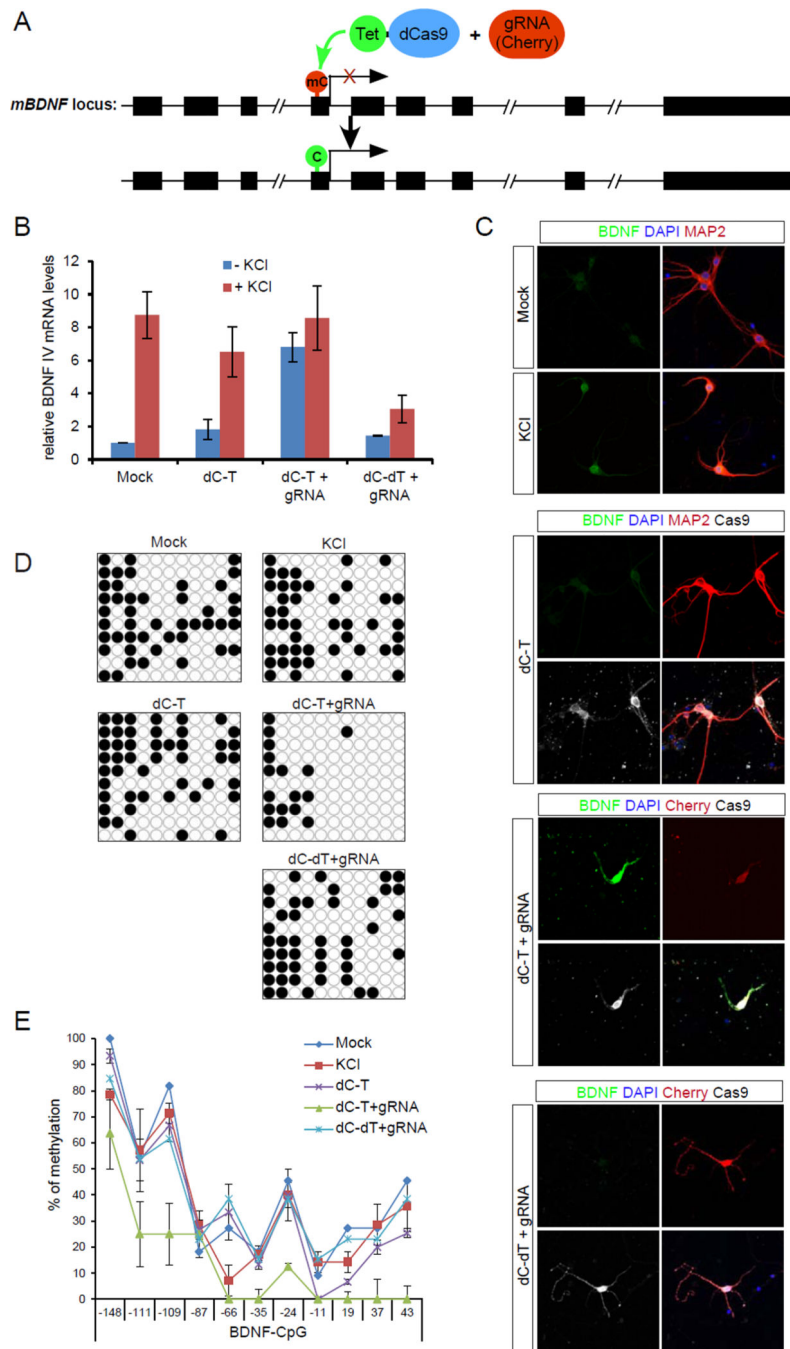 A
Tet
dCas9
+
gRNA
(Cherry)
mC
X
mBDNF locus:
C
B
- KCl
+ KCl
relative BDNF IV mRNA levels
12
10
8
6
4
2
0
Mock
dC-T
dC-T +
gRNA
dC-dT +
gRNA
C
BDNF DAPI MAP2
Mock
KCl
BDNF DAPI MAP2 Cas9
dC-T
BDNF DAPI Cherry Cas9
dC-T + gRNA
BDNF DAPI Cherry Cas9
dC-dT + gRNA
D
Mock
KCl
dC-T
dC-T+gRNA
dC-dT+gRNA
E
Mock
KCl
dC-T
dC-T+gRNA
dC-dT+gRNA
% of methylation
100
90
80
70
60
50
40
30
20
10
0
-148 -111 -109 -87 -66 -35 -24 -11 19 37 43
BDNF-CpG